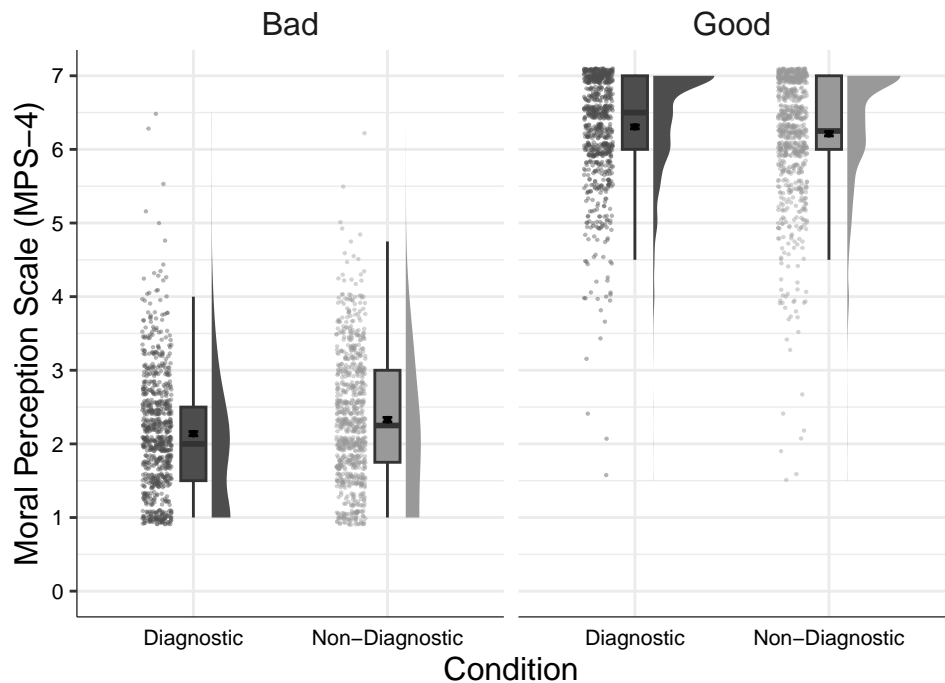 Bad Good
Moral Perception Scale (MPS−4)
7
6
5
4
3
2
1
0
Diagnostic Non−Diagnostic Diagnostic Non−Diagnostic
Condition